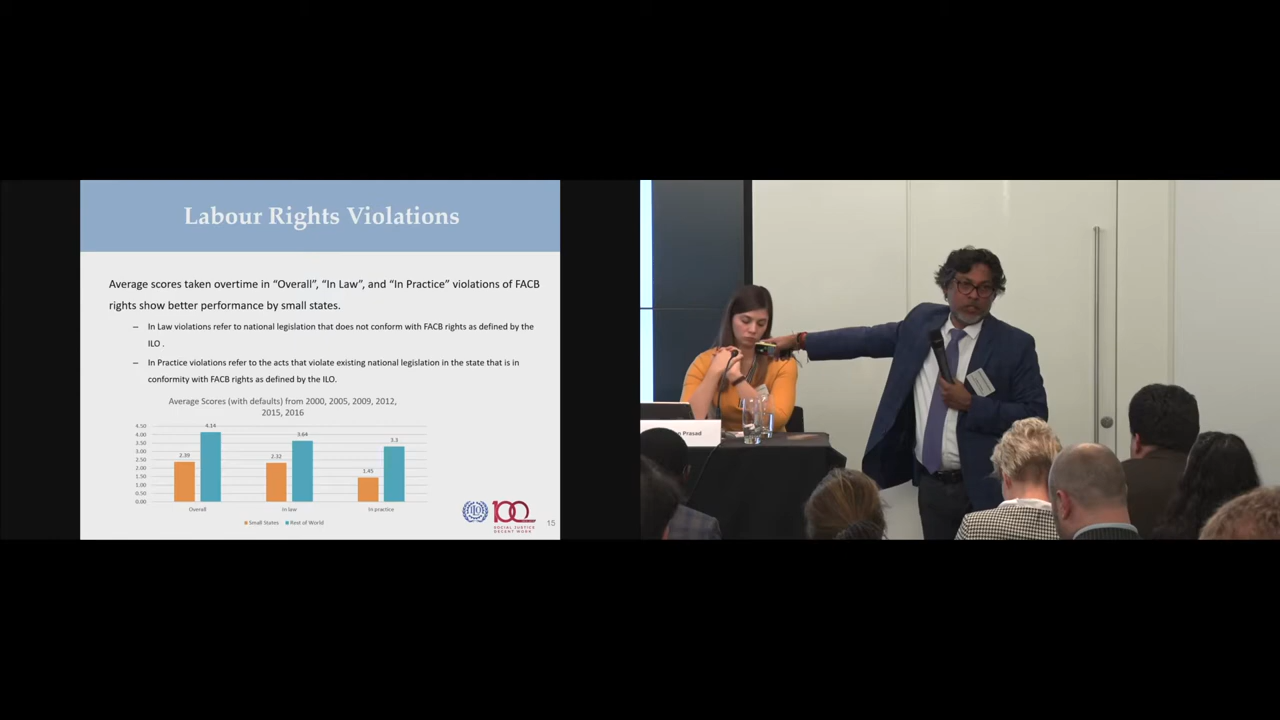 Labour Rights Violations
Average scores taken overtime in “Overall”, “In Law”, and “In Practice” violations of FACB
rights show better performance by small states.
– In Law violations refer to national legislation that does not conform with FACB rights as defined by the
ILO .
– In Practice violations refer to the acts that violate existing national legislation in the state that is in
conformity with FACB rights as defined by the ILO.
Average Scores (with defaults) from 2000, 2005, 2009, 2012,
2015, 2016
4.50
4.00
3.50
3.00
2.50
2.00
1.50
1.00
0.50
0.00
2.39
4.14
2.32
3.64
1.45
3.3
Overall
In law
In practice
Small States
Rest of World
100
SOCIAL JUSTICE
DECENT WORK
15
Prasad